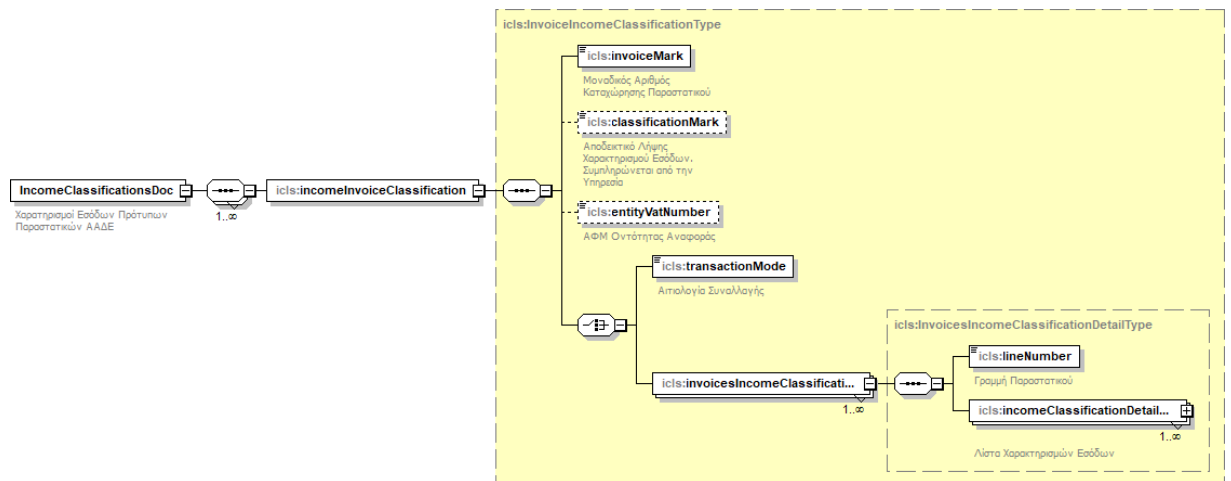 icls:InvoiceIncomeClassificationType
icls:invoiceMark
Μοναδικός Αριθμός
Καταχώρησης Παραστατικού
icls:classificationMark
Αποδεικτικό Λήψης
Χαρακτηρισμού Εσόδων.
Συμπληρώνεται από την
Υπηρεσία
IncomeClassificationsDoc
1..∞
Χαρατηρισμοί Εσόδων Πρότυπων
Παραστατικών ΑΑΔΕ
icls:incomeInvoiceClassification
icls:entityVatNumber
ΑΦΜ Οντότητας Αναφοράς
icls:transactionMode
Αιτιολογία Συναλλαγής
icls:invoicesIncomeClassificati...
1..∞
icls:InvoicesIncomeClassificationDetailType
icls:lineNumber
Γραμμή Παραστατικού
icls:incomeClassificationDetail...
1..∞
Λίστα Χαρακτηρισμών Εσόδων